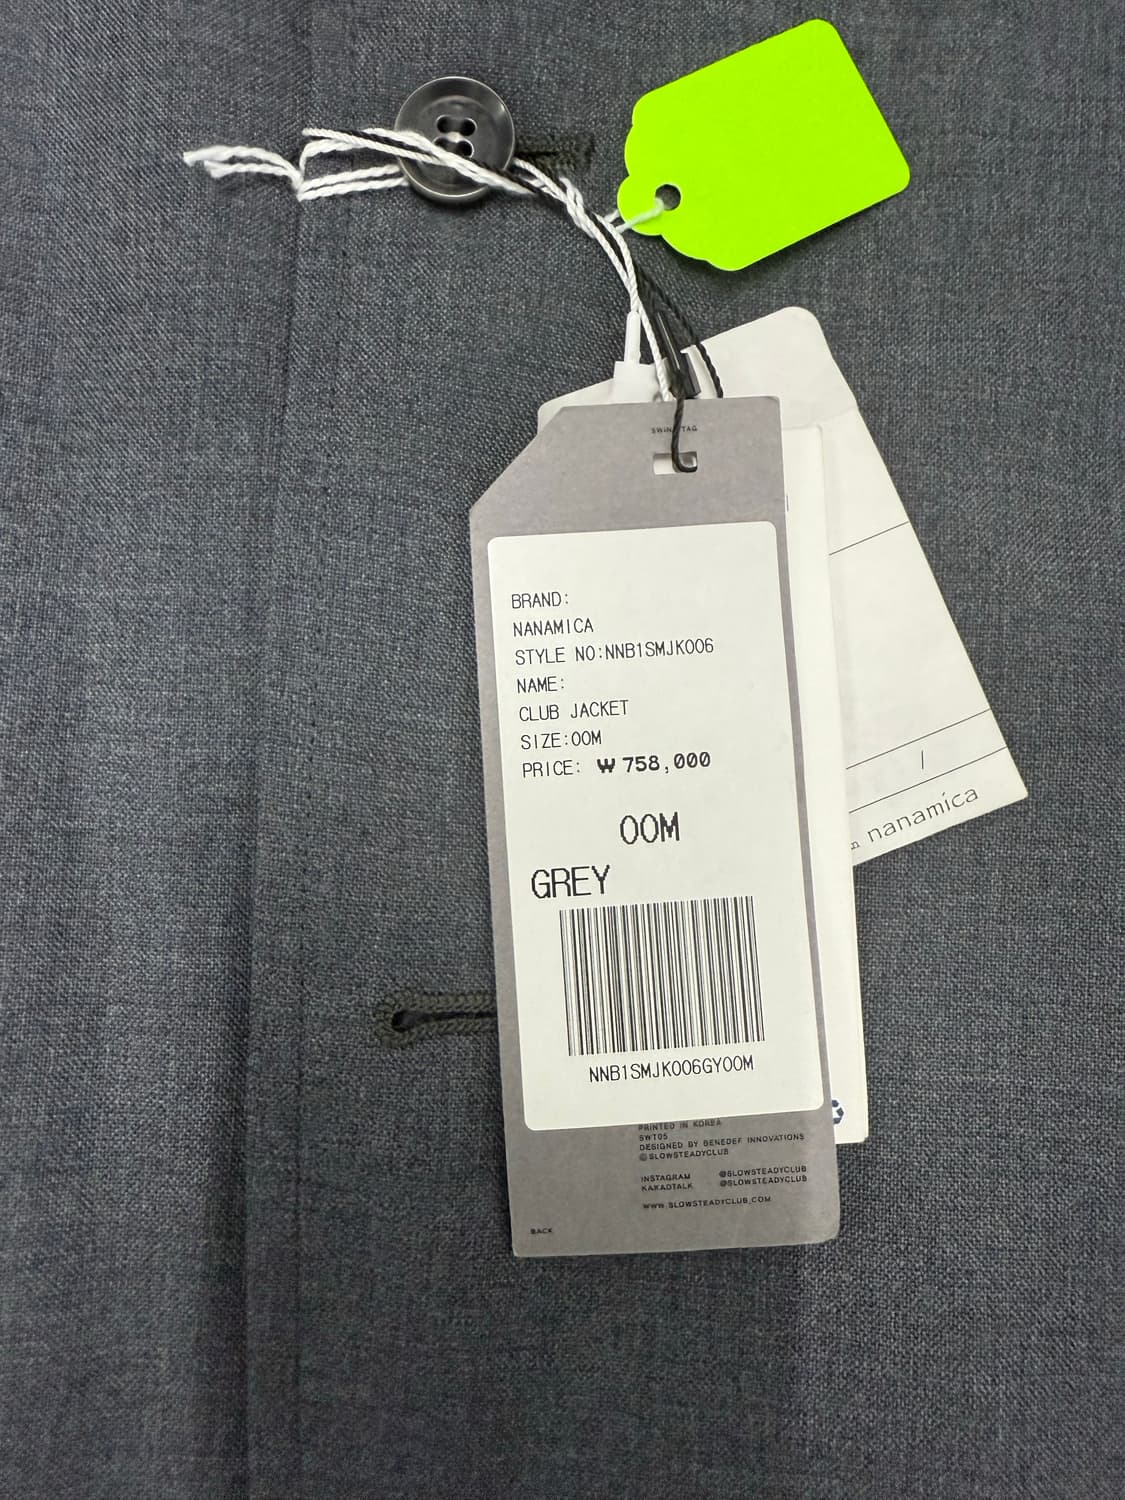 SWING TAG
BRAND:
NANAMICA
STYLE NO:NNB1SMJK006
NAME:
CLUB JACKET
SIZE:00M
PRICE: ₩ 758,000
00M
GREY
NNB1SMJK006GY00M
PRINTED IN KOREA
SWT05
DESIGNED BY BENEDEF INNOVATIONS
©SLOWSTEADYCLUB
INSTAGRAM @SLOWSTEADYCLUB
KAKAOTALK @SLOWSTEADYCLUB
WWW.SLOWSTEADYCLUB.COM
BACK
nanamica